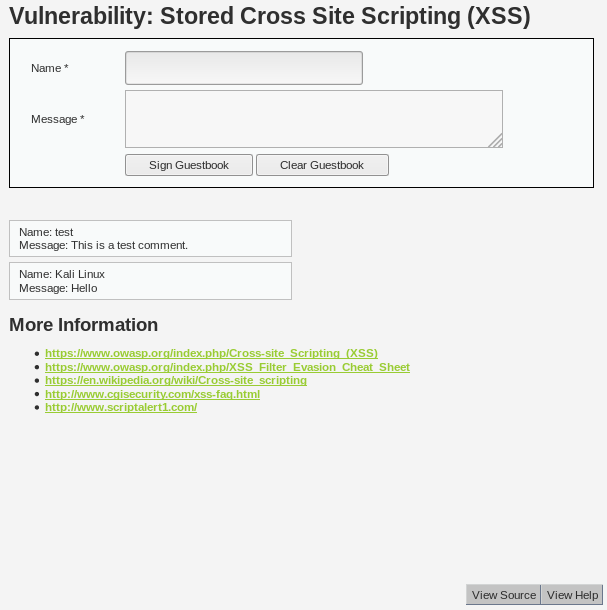 Vulnerability: Stored Cross Site Scripting (XSS)
Name *
Message *
Sign Guestbook Clear Guestbook
Name: test
Message: This is a test comment.
Name: Kali Linux
Message: Hello
More Information
https://www.owasp.org/index.php/Cross-site_Scripting_(XSS)
https://www.owasp.org/index.php/XSS_Filter_Evasion_Cheat_Sheet
https://en.wikipedia.org/wiki/Cross-site_scripting
http://www.cgisecurity.com/xss-faq.html
http://www.scriptalert1.com/
View Source View Help